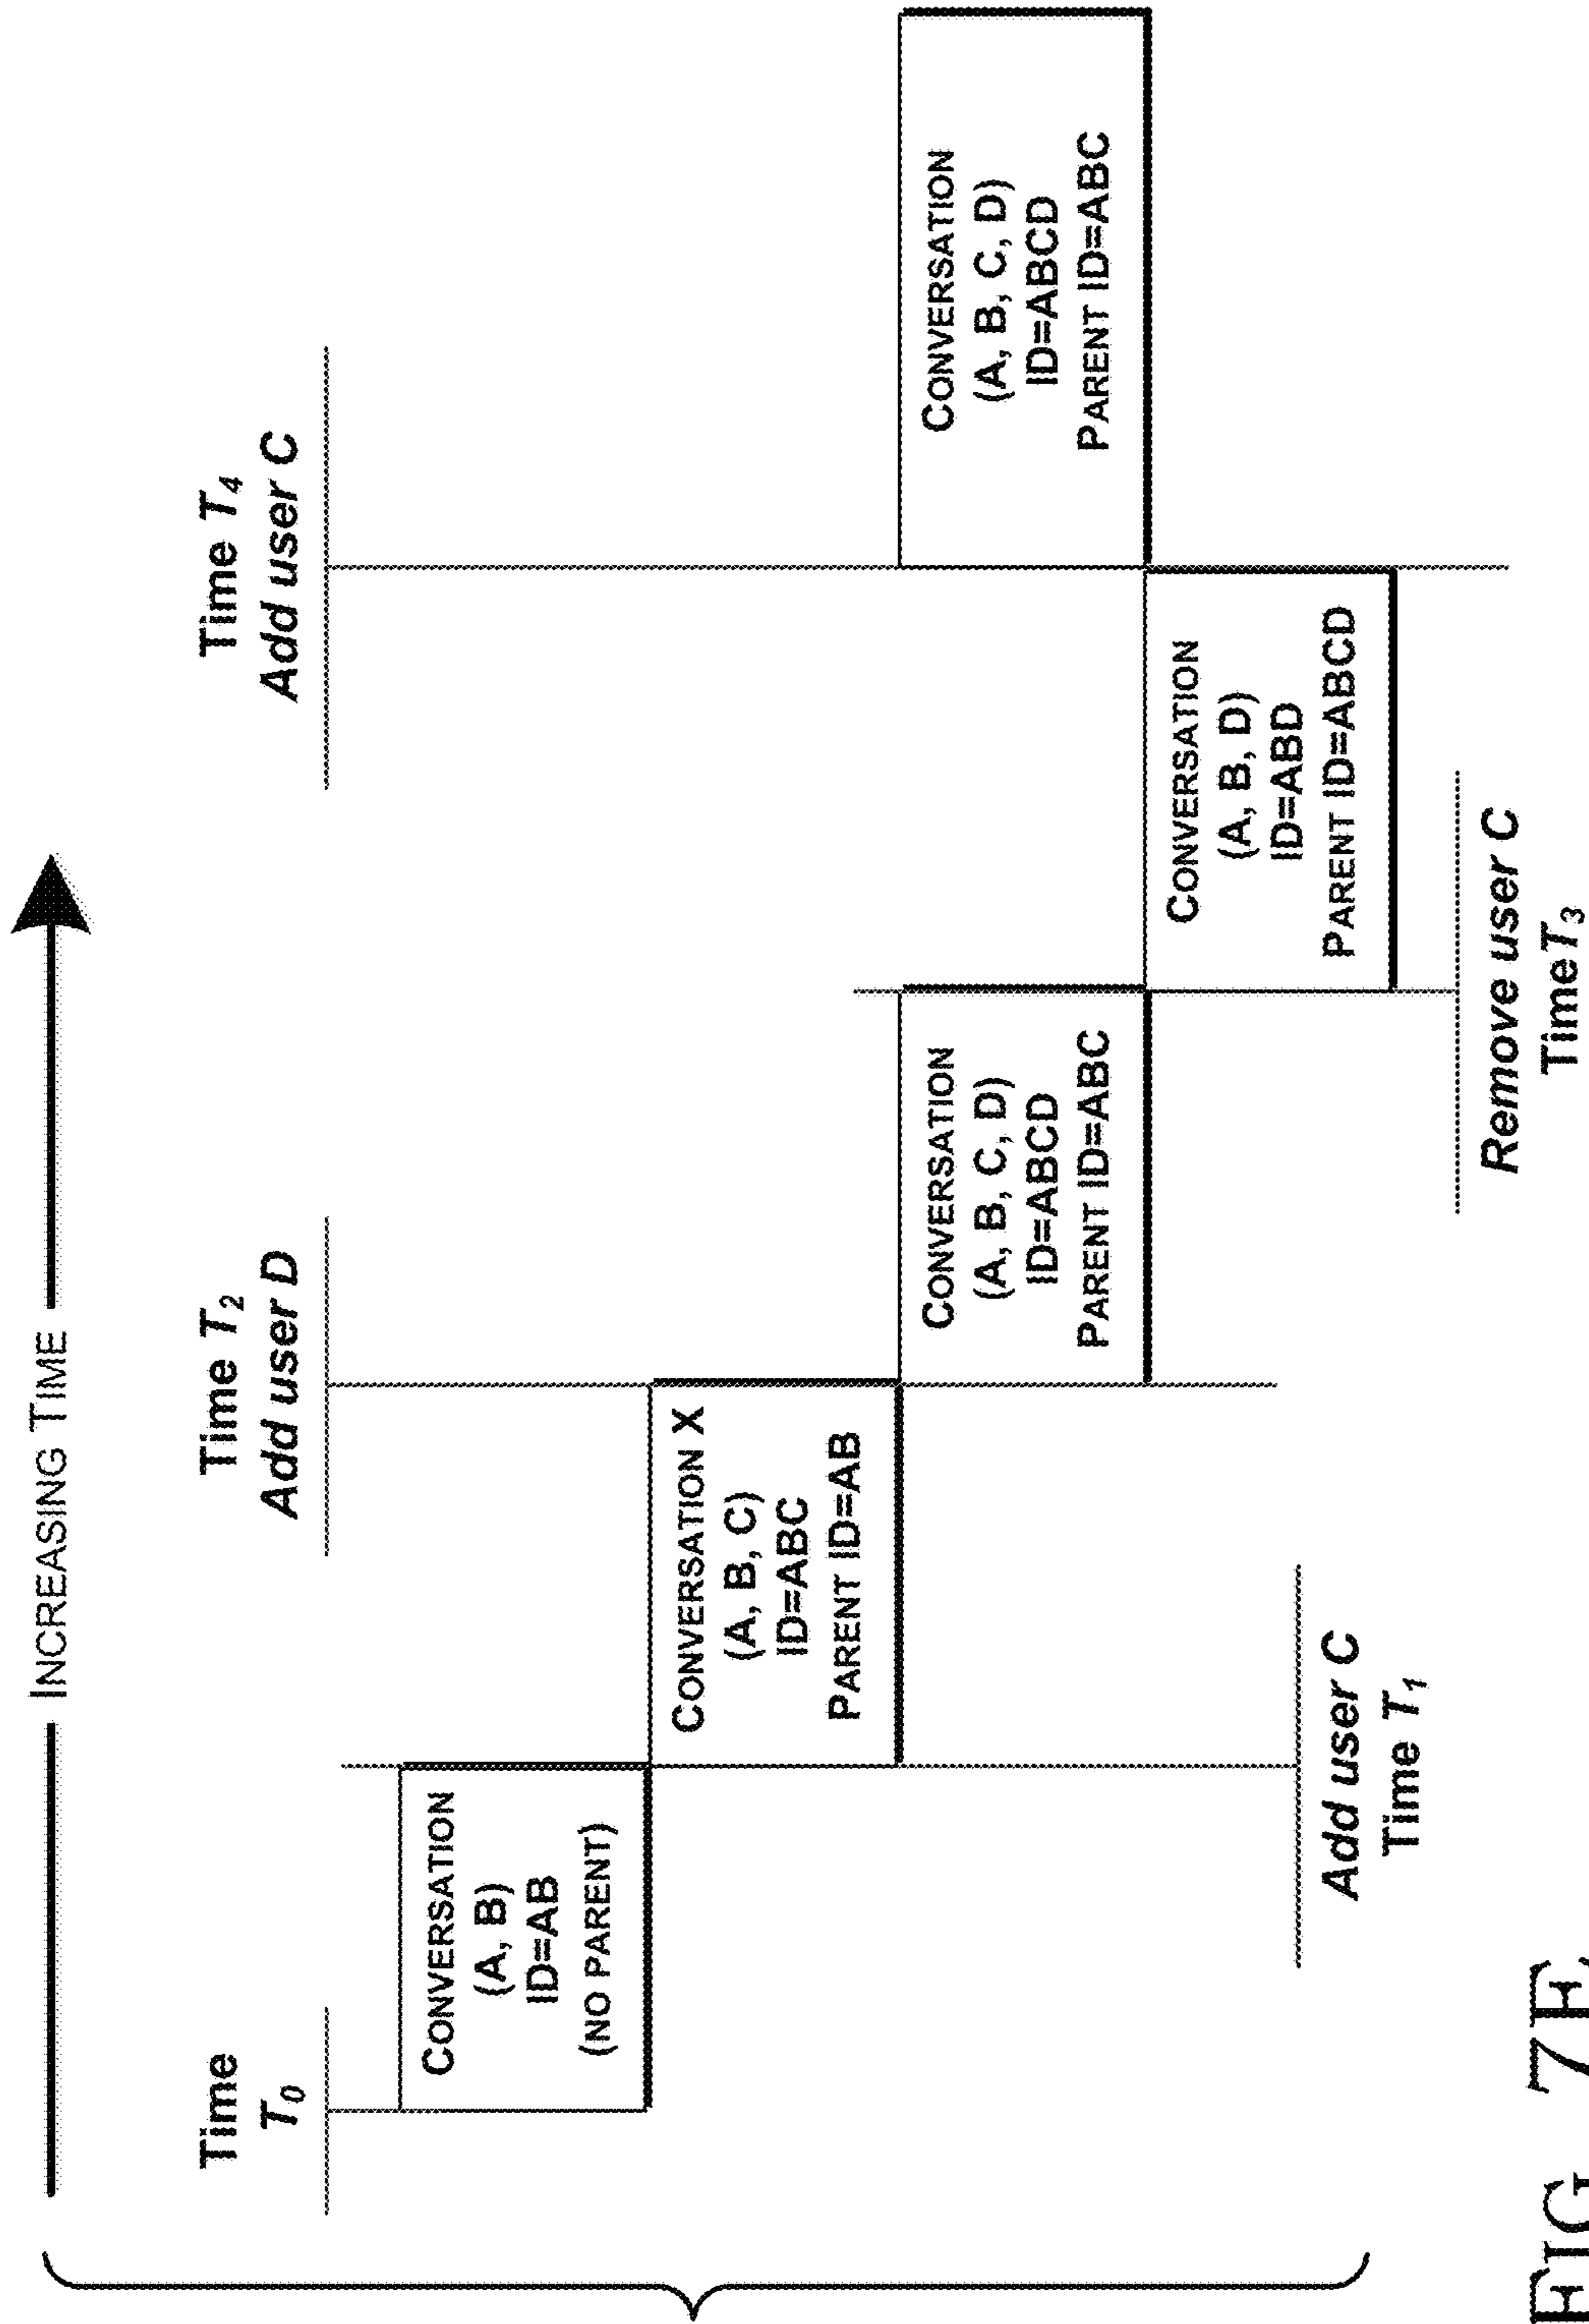 INCREASING TIME
Time
T0
Time T2
Add user D
Time T4
Add user C
CONVERSATION
(A, B)
ID=AB
(NO PARENT)
CONVERSATION X
(A, B, C)
ID=ABC
PARENT ID=AB
CONVERSATION
(A, B, C, D)
ID=ABCD
PARENT ID=ABC
CONVERSATION
(A, B, D)
ID=ABD
PARENT ID=ABCD
CONVERSATION
(A, B, C, D)
ID=ABCD
PARENT ID=ABC
Add user C
Time T1
Remove user C
Time T3
FIG 7E